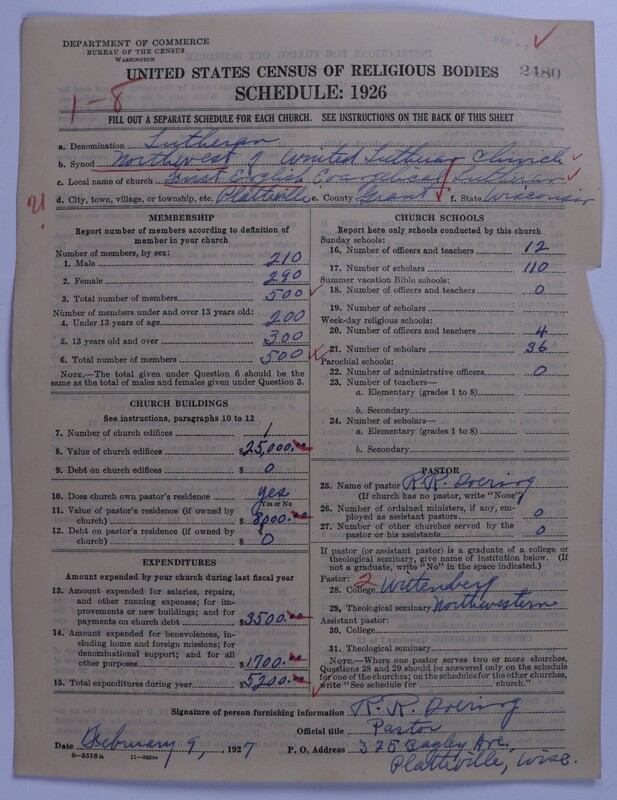 DEPARTMENT OF COMMERCE
BUREAU OF THE CENSUS
WASHINGTON
UNITED STATES CENSUS OF RELIGIOUS BODIES
2480
SCHEDULE: 1926
1-8
FILL OUT A SEPARATE SCHEDULE FOR EACH CHURCH. SEE INSTRUCTIONS ON THE BACK OF THIS SHEET
a. Denomination Lutheran
b. Synod Northwest of United Lutheran Church
c. Local name of church First English Evangelical Lutheran
d. City, town, village, or township, etc. Platteville e. County Grant f. State Wisconsin
MEMBERSHIP
Report number of members according to definition of
member in your church
Number of members, by sex:
1. Male 210
2. Female 290
3. Total number of members 500
Number of members under and over 13 years old:
4. Under 13 years of age 200
5. 13 years old and over 300
6. Total number of members 500
NOTE.—The total given under Question 6 should be
same as the total of males and females given under Question 3.
CHURCH BUILDINGS
See instructions, paragraphs 10 to 12
7. Number of church edifices 1
8. Value of church edifices $25,000.00
9. Debt on church edifices $0
10. Does church own pastor's residence yes
Yes or No
11. Value of pastor's residence (if owned by
church) $8000.00
12. Debt on pastor's residence (if owned by
church) $0
EXPENDITURES
Amount expended by your church during last fiscal year
13. Amount expended for salaries, repairs,
and other running expenses; for im-
provements or new buildings; and for
payments on church debt $3500.00
14. Amount expended for benevolences, in-
cluding home and foreign missions; for
denominational support; and for all
other purposes $1700.00
15. Total expenditures during year $5200.00
CHURCH SCHOOLS
Report here only schools conducted by this church
Sunday schools:
16. Number of officers and teachers 12
17. Number of scholars 110
Summer vacation Bible schools:
18. Number of officers and teachers 0
19. Number of scholars
Week-day religious schools:
20. Number of officers and teachers 4
21. Number of scholars 36
Parochial schools:
22. Number of administrative officers 0
23. Number of teachers—
a. Elementary (grades 1 to 8)
b. Secondary
24. Number of scholars—
a. Elementary (grades 1 to 8)
b. Secondary
PASTOR
25. Name of pastor R.R. Doering
(If church has no pastor, write "None")
26. Number of ordained ministers, if any, em-
ployed as assistant pastors 0
27. Number of other churches served by the
pastor or his assistants 0
If pastor (or assistant pastor) is a graduate of a college or
theological seminary, give name of institution below. (If
not a graduate, write "No" in the space indicated.)
Pastor: 2
28. College Wittenberg
29. Theological seminary Northwestern
Assistant pastor:
30. College
31. Theological seminary
NOTE.—Where one pastor serves two or more churches,
Questions 28 and 29 should be answered only on the schedule
for one of the churches; on the schedules for the other churches,
write "See schedule for church."
Signature of person furnishing information R.R. Doering
Official title Pastor
Date February 9, 1927 P. O. Address 325 Bagley Ave.
8-5518a
Platteville, Wisc.